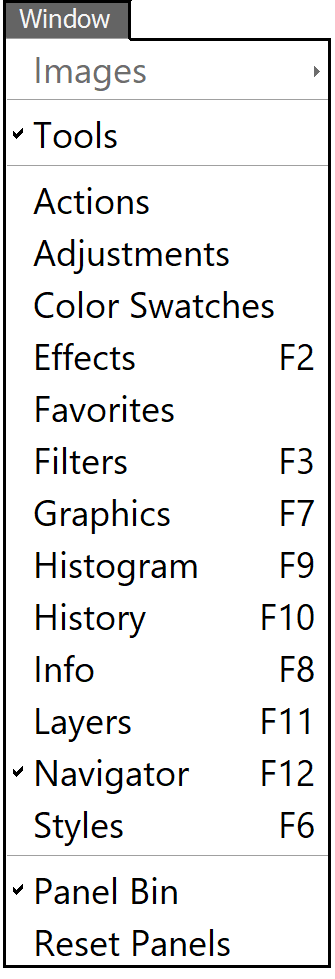 Window
Images
Tools
Actions
Adjustments
Color Swatches
Effects F2
Favorites
Filters F3
Graphics F7
Histogram F9
History F10
Info F8
Layers F11
Navigator F12
Styles F6
Panel Bin
Reset Panels